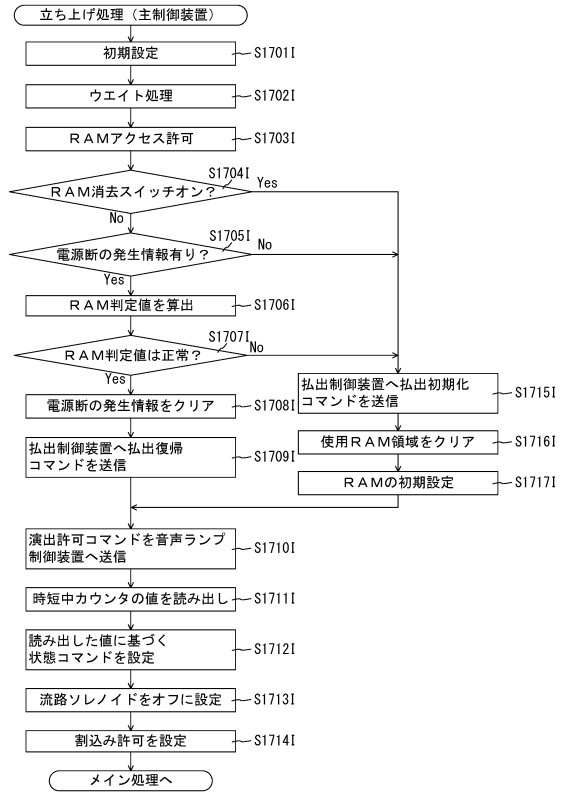 立ち上げ処理（主制御装置）
初期設定 S1701I
ウエイト処理 S1702I
ＲＡＭアクセス許可 S1703I
S1704I
ＲＡＭ消去スイッチオン？ Yes
No
S1705I
電源断の発生情報有り？ No
Yes
ＲＡＭ判定値を算出 S1706I
S1707I
ＲＡＭ判定値は正常？ No
Yes
電源断の発生情報をクリア S1708I
払出制御装置へ払出復帰
コマンドを送信 S1709I
払出制御装置へ払出初期化
コマンドを送信 S1715I
使用ＲＡＭ領域をクリア S1716I
ＲＡＭの初期設定 S1717I
演出許可コマンドを音声ランプ
制御装置へ送信 S1710I
時短中カウンタの値を読み出し S1711I
読み出した値に基づく
状態コマンドを設定 S1712I
流路ソレノイドをオフに設定 S1713I
割込み許可を設定 S1714I
メイン処理へ